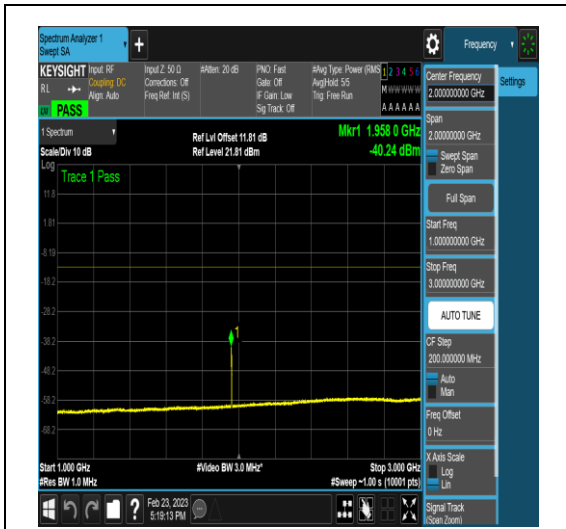 Spectrum Analyzer 1
Swept SA
Frequency
KEYSIGHT
Input: RF
Coupling: DC
Align: Auto
Input Z: 50 Ω
Corrections: Off
Freq Ref: Int (S)
#Atten: 20 dB
PNO: Fast
Gate: Off
IF Gain: Low
Sig Track: Off
#Avg Type: Power (RMS
Avg|Hold: 5/5
Trig: Free Run
1 2 3 4 5 6
M W W W W W
A A A A A A
R L
PASS
1 Spectrum
Scale/Div 10 dB
Ref Lvl Offset 11.81 dB
Ref Level 21.81 dBm
Mkr1 1.958 0 GHz
-40.24 dBm
Log
Trace 1 Pass
11.8
1.81
-8.19
-18.2
-28.2
-38.2
-48.2
-58.2
-68.2
1
Start 1.000 GHz
#Res BW 1.0 MHz
#Video BW 3.0 MHz*
Stop 3.000 GHz
#Sweep ~1.00 s (10001 pts)
Center Frequency
2.000000000 GHz
Settings
Span
2.00000000 GHz
Swept Span
Zero Span
Full Span
Start Freq
1.000000000 GHz
Stop Freq
3.000000000 GHz
AUTO TUNE
CF Step
200.000000 MHz
Auto
Man
Freq Offset
0 Hz
X Axis Scale
Log
Lin
Signal Track
(Span Zoom)
Feb 23, 2023
5:19:13 PM